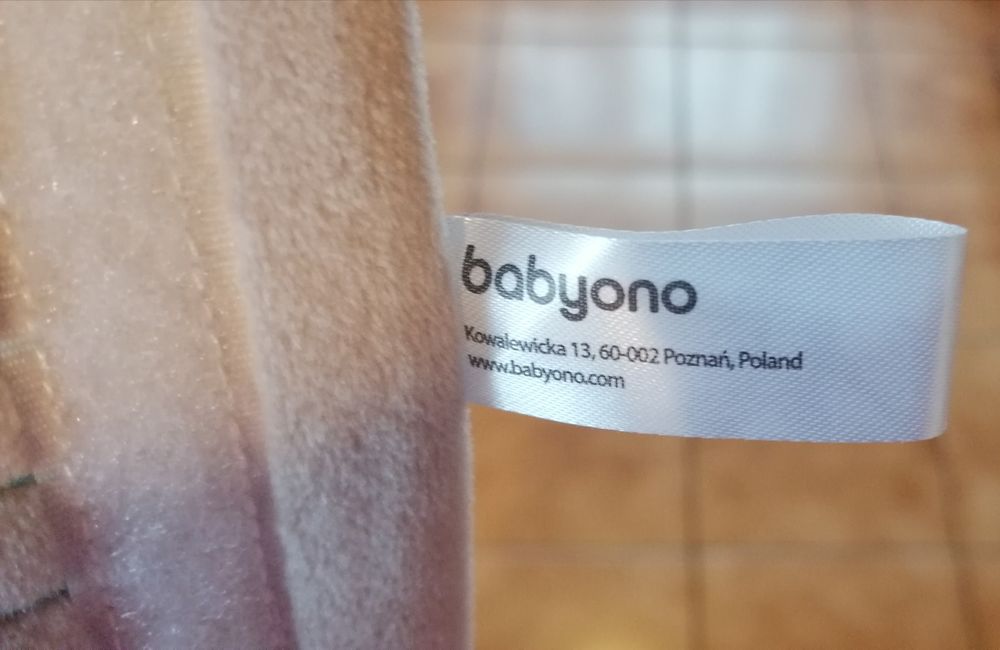 babyono
Kowalewicka 13, 60-002 Poznań, Poland
www.babyono.com